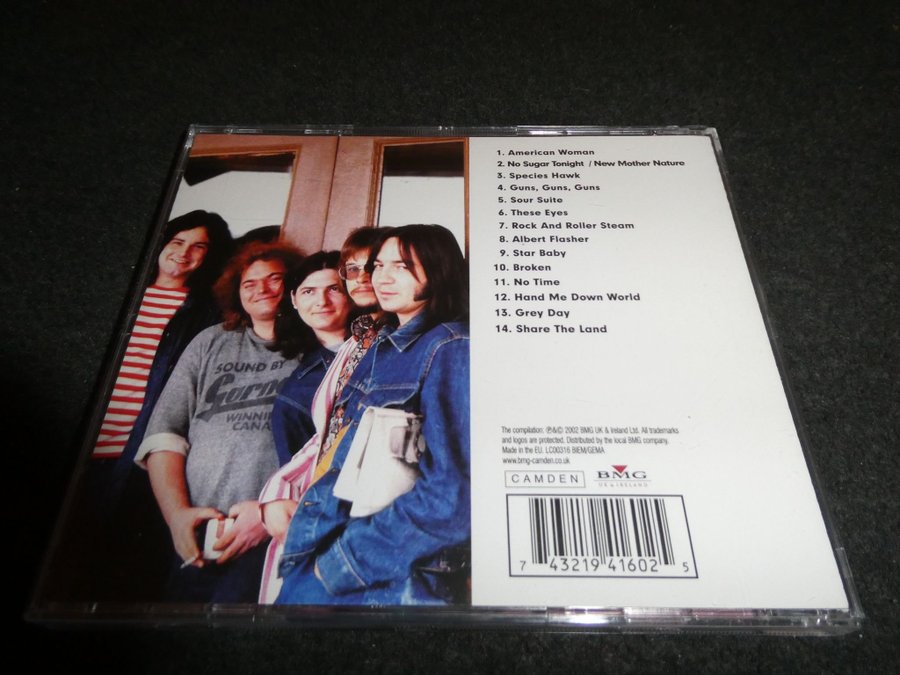 SOUND BY
WINNI
CANA
1. American Woman
2. No Sugar Tonight / New Mother Nature
3. Species Hawk
4. Guns, Guns, Guns
5. Sour Suite
6. These Eyes
7. Rock And Roller Steam
8. Albert Flasher
9. Star Baby
10. Broken
11. No Time
12. Hand Me Down World
13. Grey Day
14. Share The Land
The compilation: ℗&© 2002 BMG UK & Ireland Ltd. All trademarks
and logos are protected. Distributed by the local BMG company.
Made in the EU. LC00316 BIEM/GEMA
www.bmg-camden.co.uk
CAMDEN
BMG
UK & IRELAND
7 43219 41602 5